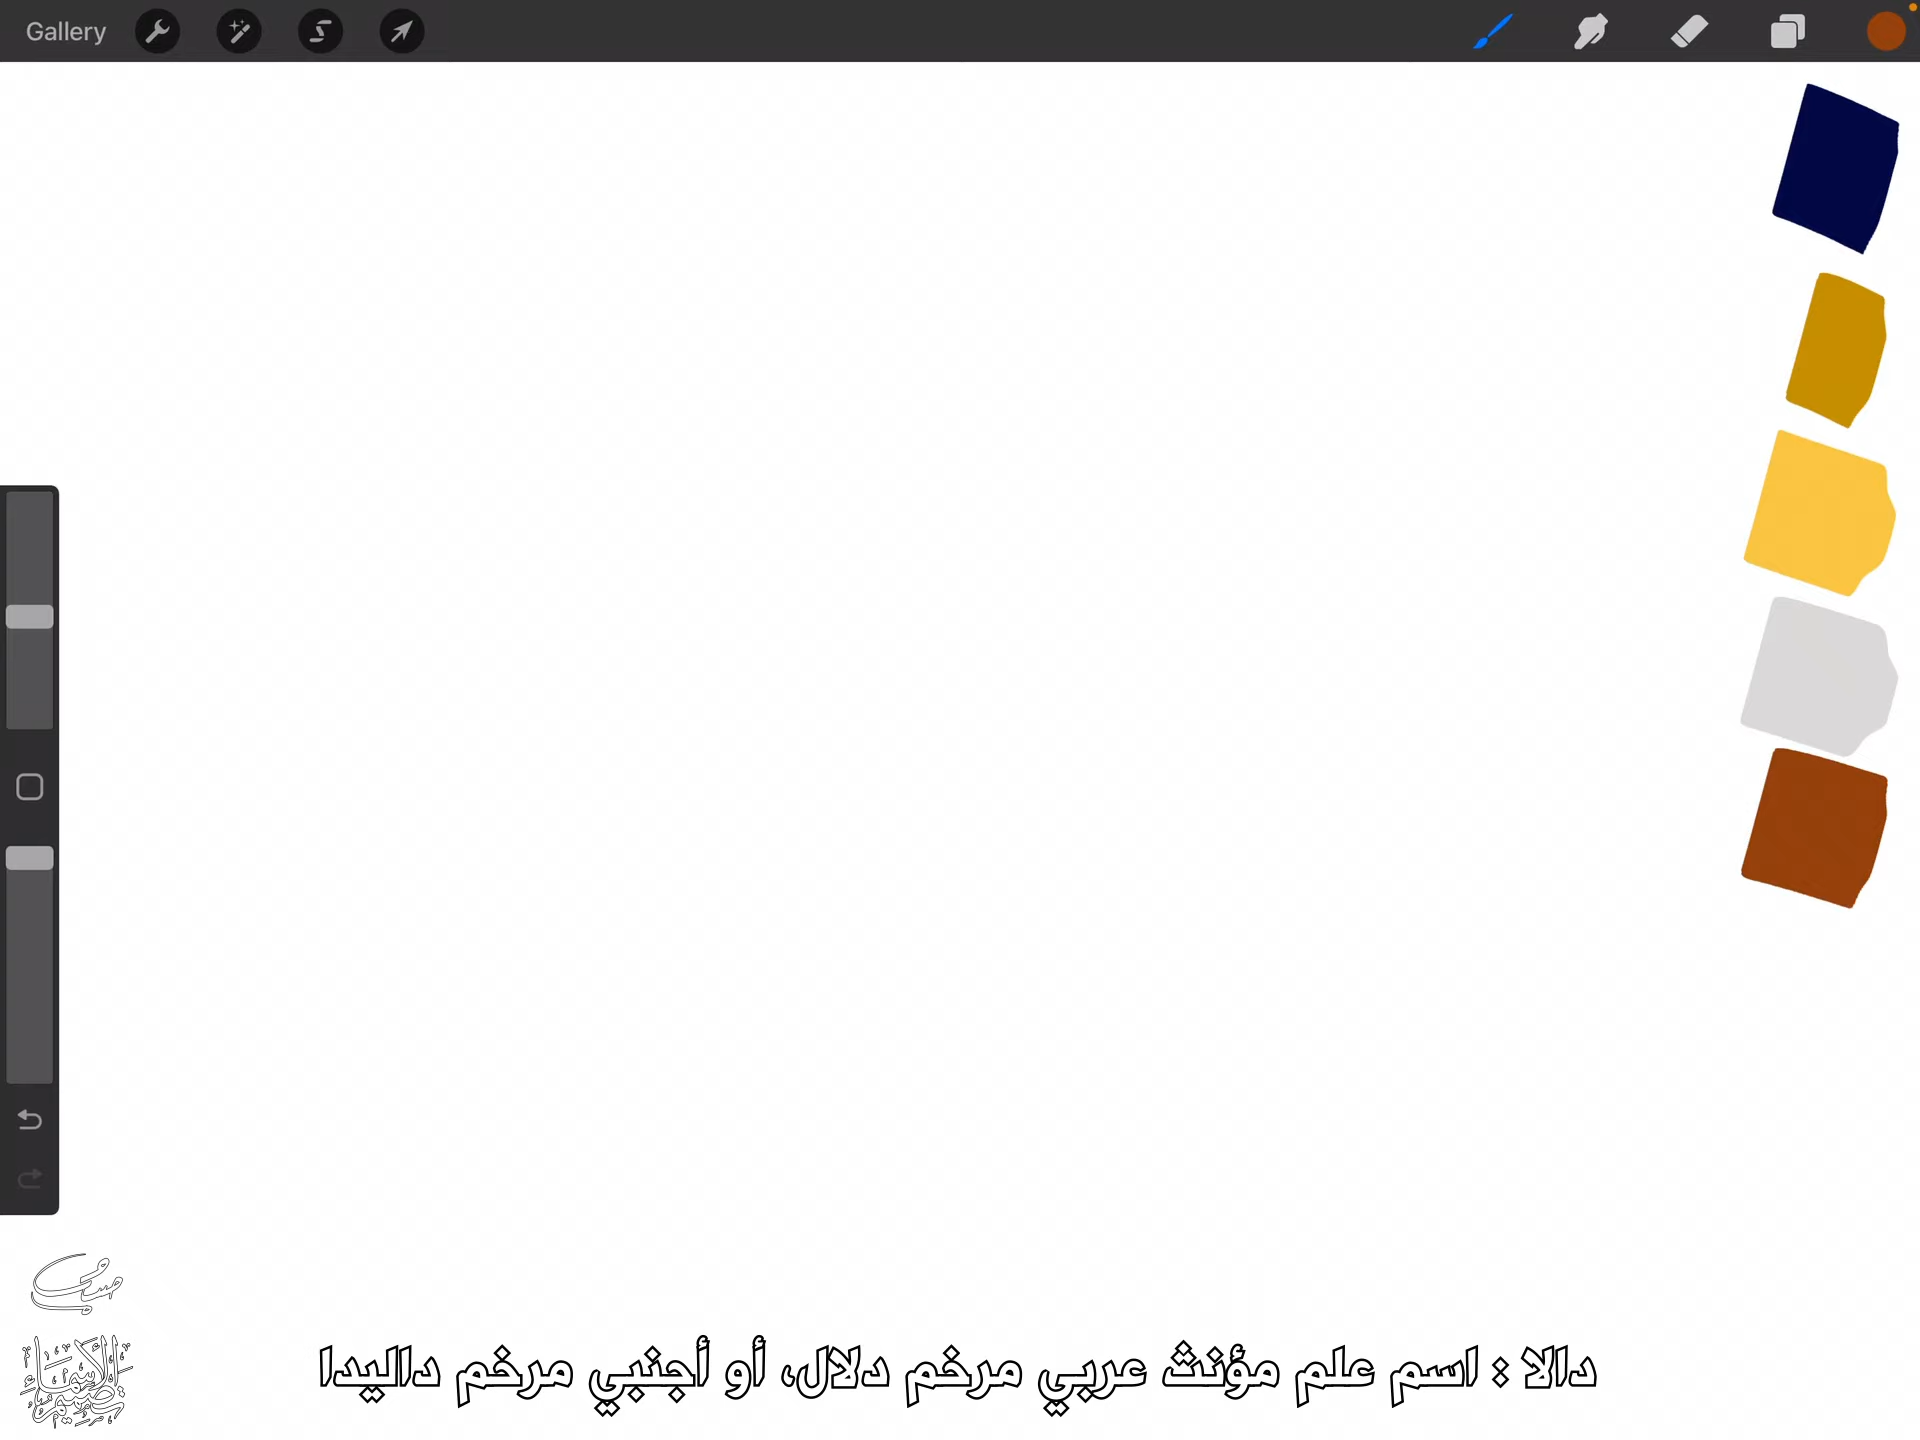 Gallery
دالا : اسم علم مؤنث عربي مرخم دلال، أو أجنبي مرخم داليدا